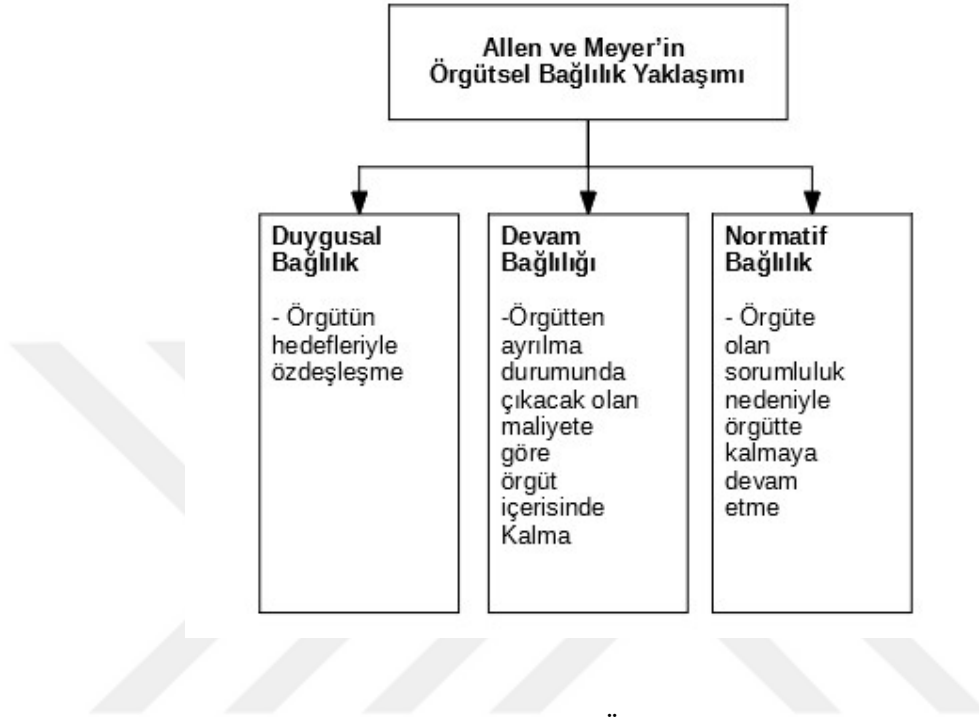 Allen ve Meyer’in
Örgütsel Bağlılık Yaklaşımı
Duygusal
Bağlılık
- Örgütün
hedefleriyle
özdeşleşme
Devam
Bağlılığı
-Örgütten
ayrılma
durumunda
çıkacak olan
maliyete
göre
örgüt
içerisinde
Kalma
Normatif
Bağlılık
- Örgüte
olan
sorumluluk
nedeniyle
örgütte
kalmaya
devam
etme